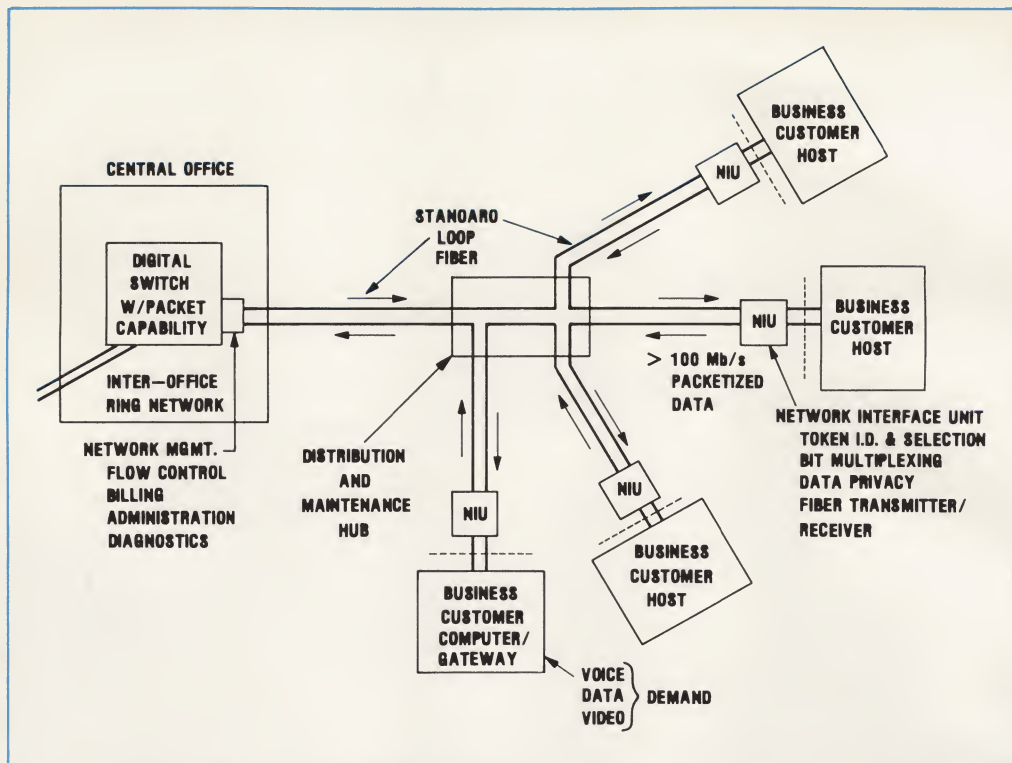 CENTRAL OFFICE
DIGITAL
SWITCH
W/PACKET
CAPABILITY
INTER-OFFICE
RING NETWORK
NETWORK MGMT.
FLOW CONTROL
BILLING
ADMINISTRATION
DIAGNOSTICS
STANDARD
LOOP
FIBER
DISTRIBUTION
AND
MAINTENANCE
HUB
NIU
BUSINESS
CUSTOMER
HOST
NIU
BUSINESS
CUSTOMER
HOST
> 100 Mb/s
PACKETIZED
DATA
NETWORK INTERFACE UNIT
TOKEN I.D. & SELECTION
BIT MULTIPLEXING
DATA PRIVACY
FIBER TRANSMITTER/
RECEIVER
NIU
BUSINESS
CUSTOMER
HOST
NIU
BUSINESS
CUSTOMER
COMPUTER/
GATEWAY
VOICE
DATA
VIDEO
DEMAND